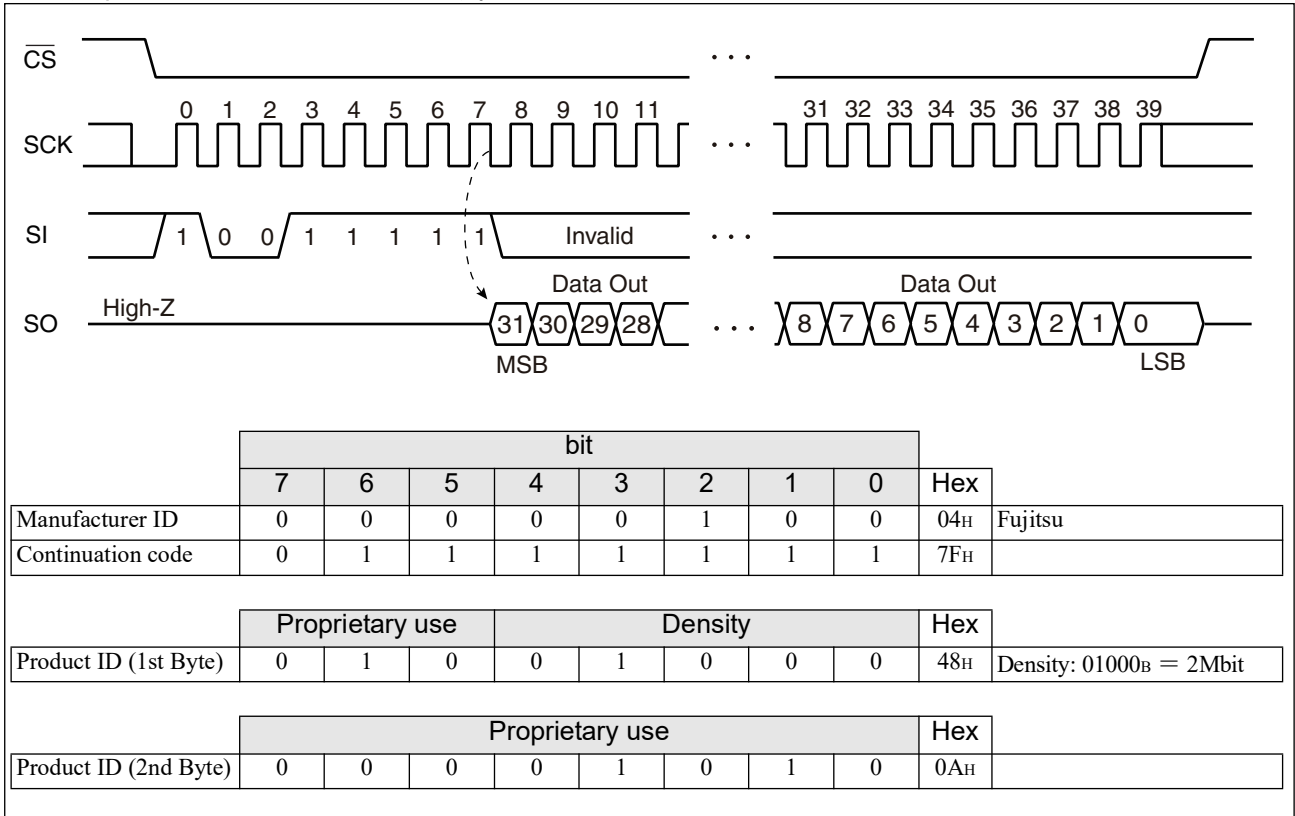 CS
0 1 2 3 4 5 6 7 8 9 10 11 31 32 33 34 35 36 37 38 39
SCK
SI 1 0 0 1 1 1 1 1 Invalid
Data Out Data Out
High-Z
SO 31 30 29 28 8 7 6 5 4 3 2 1 0
MSB LSB
bit
7 6 5 4 3 2 1 0 Hex
Manufacturer ID 0 0 0 0 0 1 0 0 04H Fujitsu
Continuation code 0 1 1 1 1 1 1 1 7FH
Proprietary use Density Hex
Product ID (1st Byte) 0 1 0 0 1 0 0 0 48H Density: 01000B = 2Mbit
Proprietary use Hex
Product ID (2nd Byte) 0 0 0 0 1 0 1 0 0AH